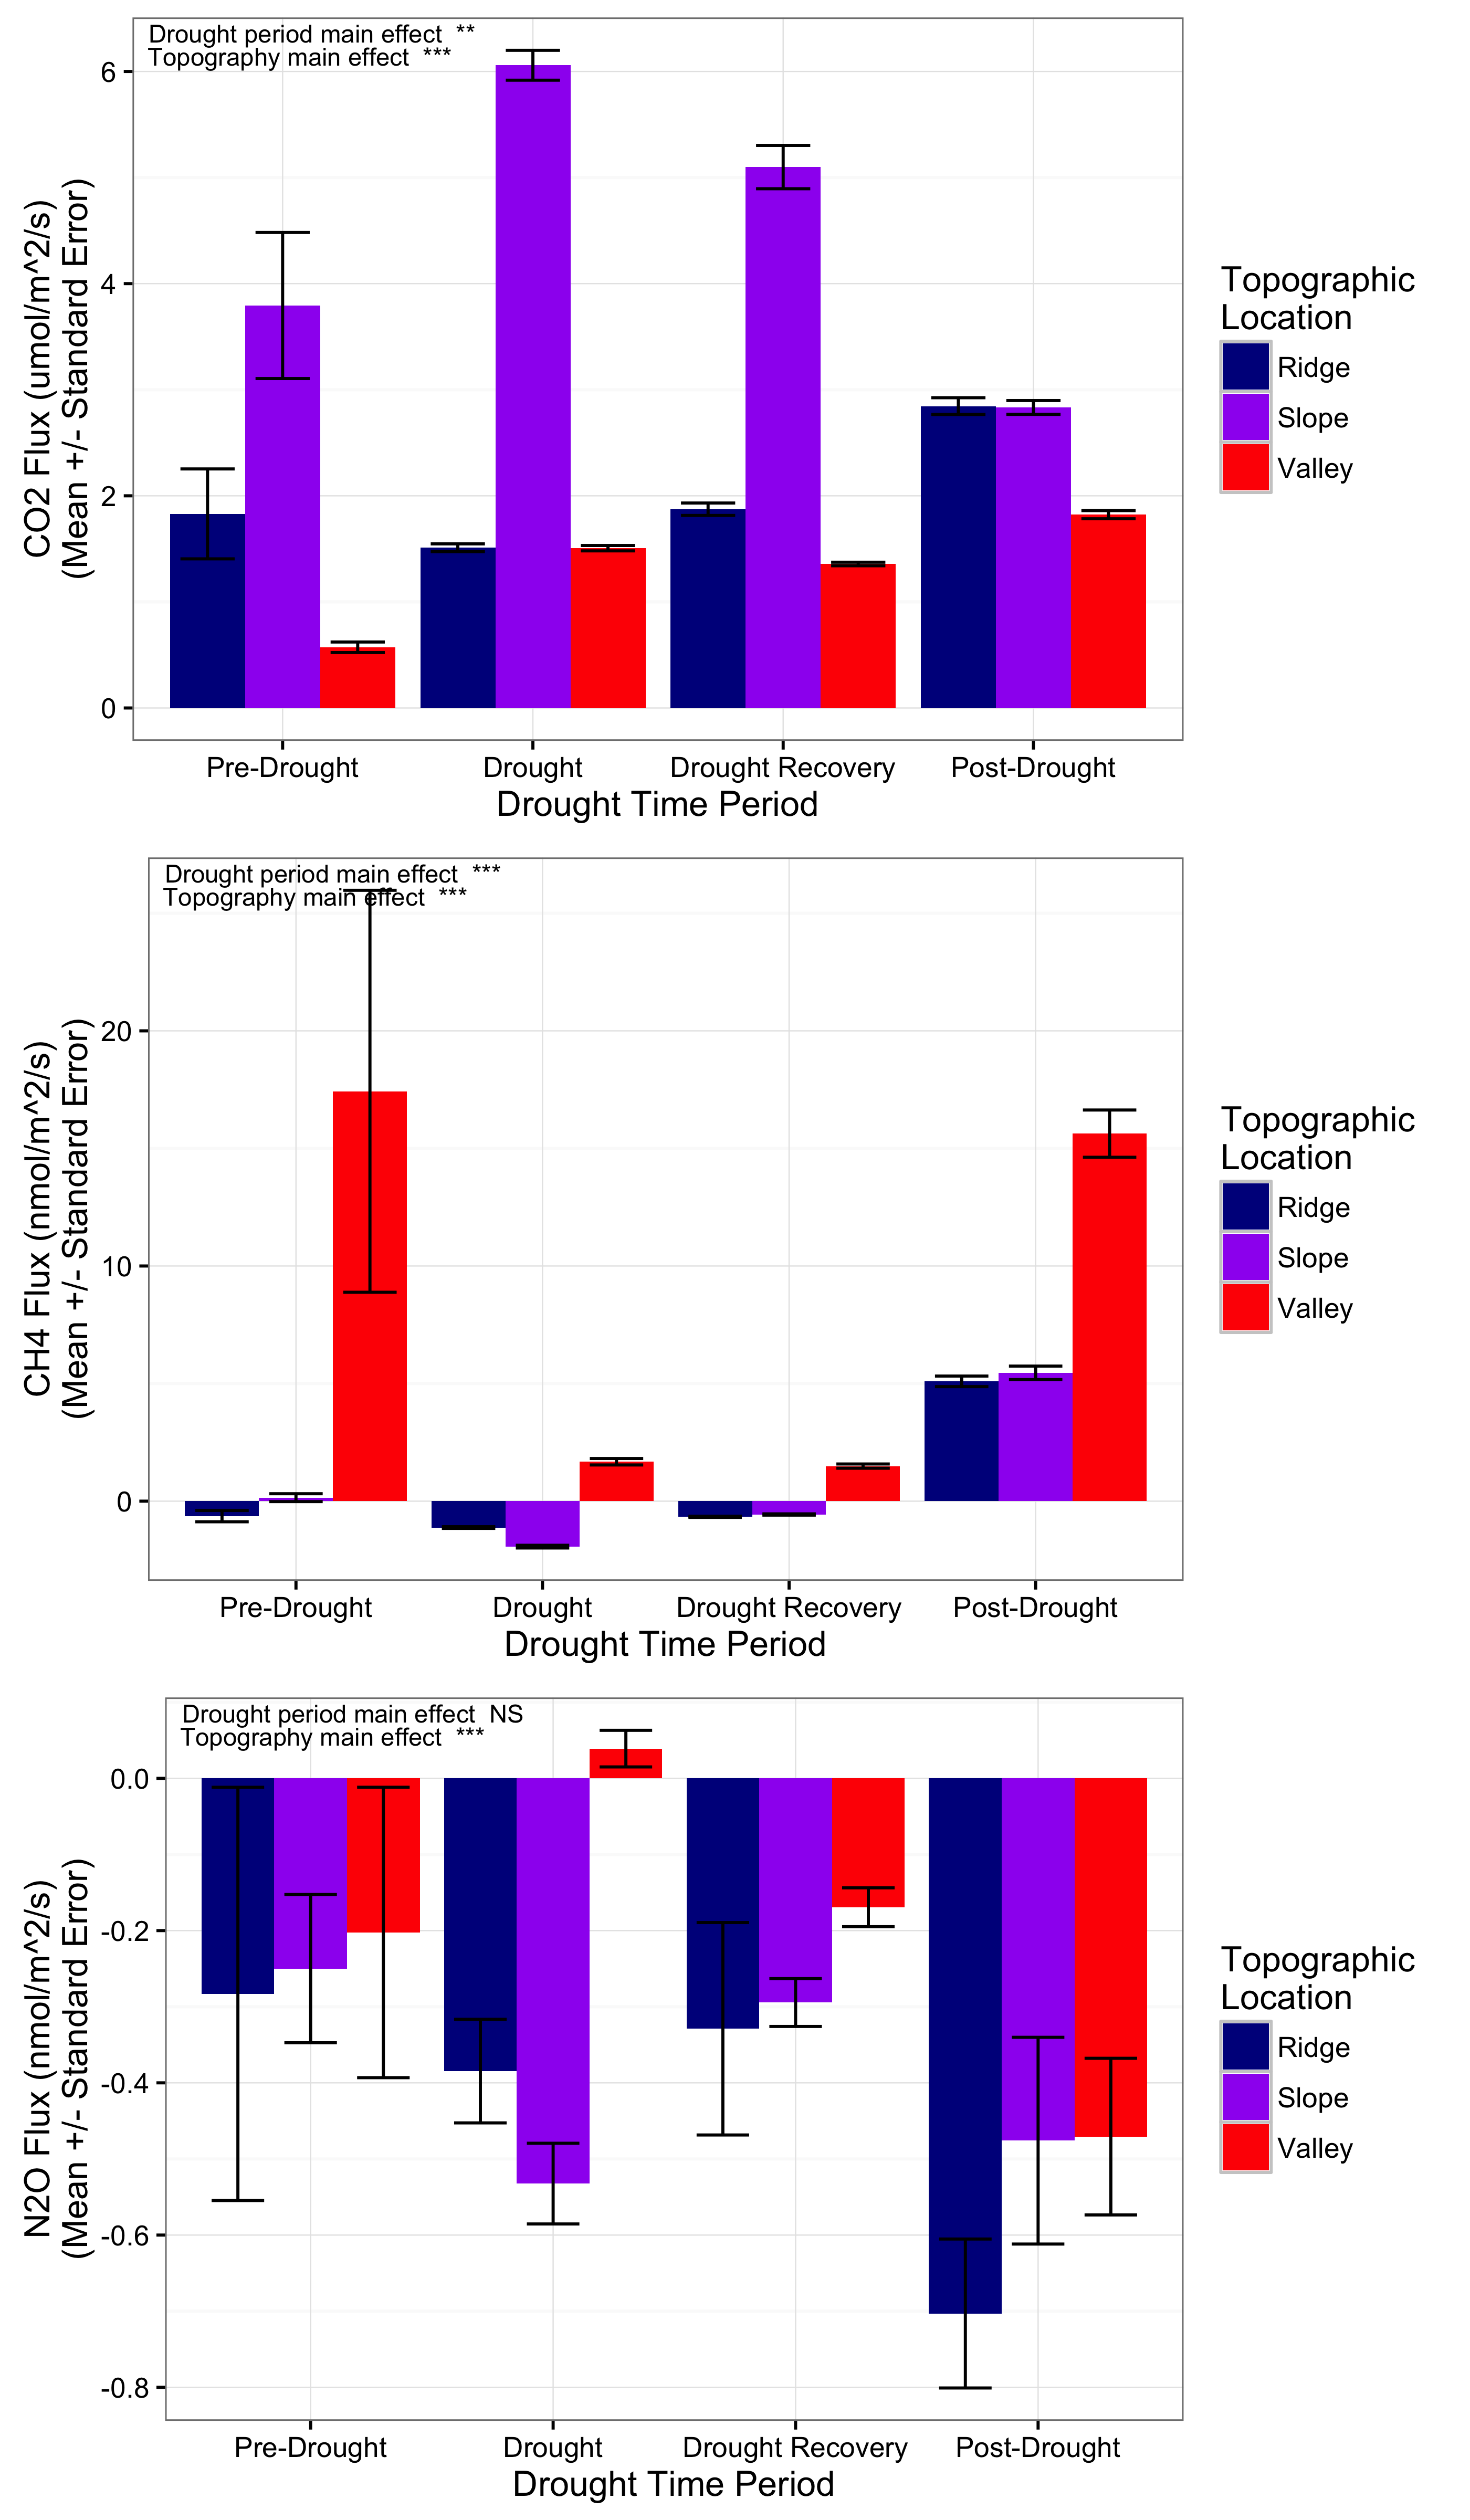 Drought period main effect **
Topography main effect ***
6
4
2
0
CO2 Flux (umol/m^2/s)
(Mean +/- Standard Error)
Pre-Drought
Drought
Drought Recovery
Post-Drought
Drought Time Period
Topographic
Location
Ridge
Slope
Valley
Drought period main effect ***
Topography main effect ***
20
10
0
CH4 Flux (nmol/m^2/s)
(Mean +/- Standard Error)
Pre-Drought
Drought
Drought Recovery
Post-Drought
Drought Time Period
Topographic
Location
Ridge
Slope
Valley
Drought period main effect NS
Topography main effect ***
0.0
-0.2
-0.4
-0.6
-0.8
N2O Flux (nmol/m^2/s)
(Mean +/- Standard Error)
Pre-Drought
Drought
Drought Recovery
Post-Drought
Drought Time Period
Topographic
Location
Ridge
Slope
Valley